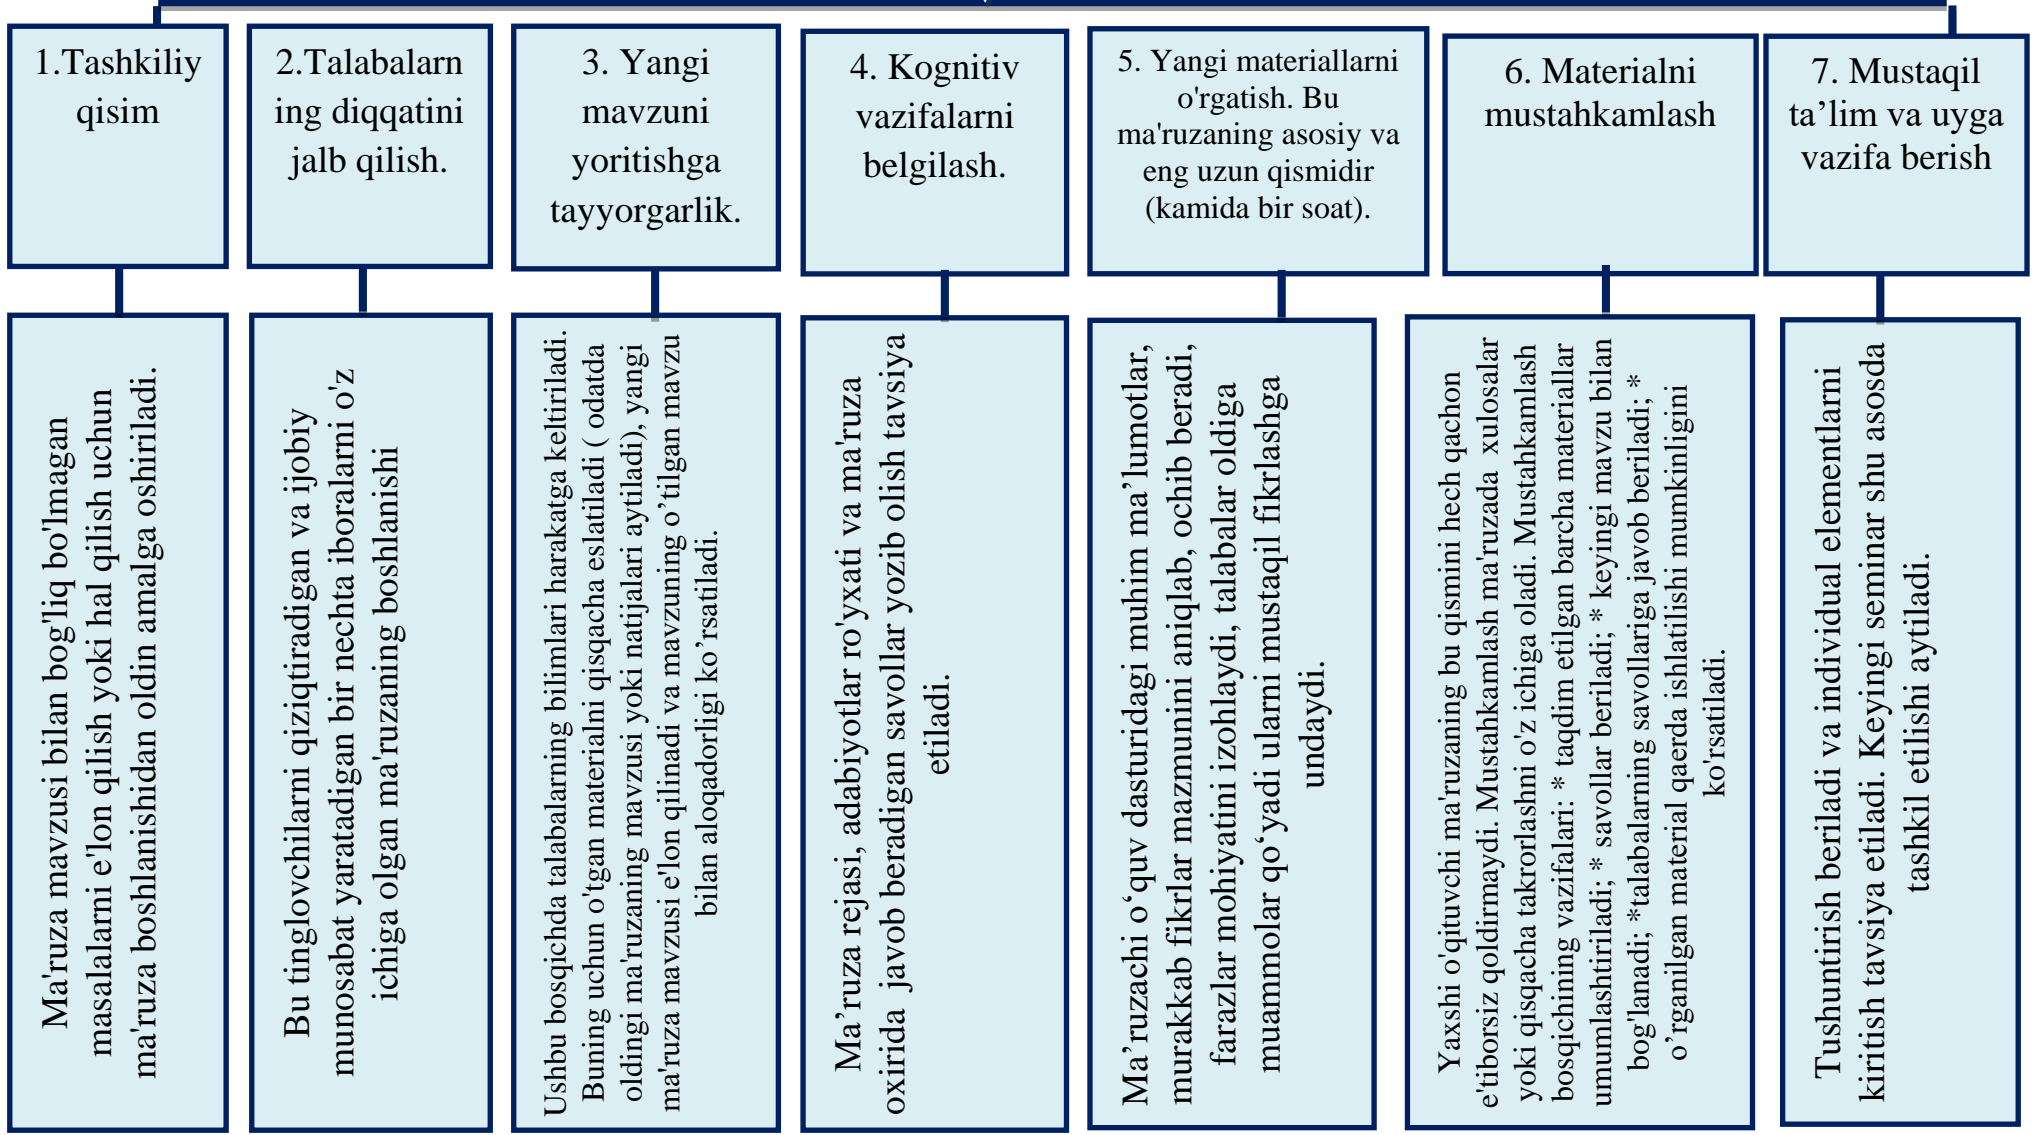 1.Tashkiliy
qisim
2.Talabalarn
ing diqqatini
jalb qilish.
3. Yangi
mavzuni
yoritishga
tayyorgarlik.
4. Kognitiv
vazifalarni
belgilash.
5. Yangi materiallarni
o'rgatish. Bu
ma'ruzaning asosiy va
eng uzun qismidir
(kamida bir soat).
6. Materialni
mustahkamlash
7. Mustaqil
ta’lim va uyga
vazifa berish
Ma'ruza mavzusi bilan bog'liq bo'lmagan
masalalarni e'lon qilish yoki hal qilish uchun
ma'ruza boshlanishidan oldin amalga oshiriladi.
Bu tinglovchilarni qiziqtiradigan va ijobiy
munosabat yaratadigan bir nechta iboralarni o'z
ichiga olgan ma'ruzaning boshlanishi
Ushbu bosqichda talabalarning bilimlari harakatga keltiriladi.
Buning uchun o'tgan materialni qisqacha eslatiladi ( odatda
oldingi ma'ruzaning mavzusi yoki natijalari aytiladi), yangi
ma'ruza mavzusi e'lon qilinadi va mavzuning o’tilgan mavzu
bilan aloqadorligi ko’rsatiladi.
Ma’ruza rejasi, adabiyotlar ro'yxati va ma'ruza
oxirida javob beradigan savollar yozib olish tavsiya
etiladi.
Ma’ruzachi o‘quv dasturidagi muhim ma’lumotlar,
murakkab fikrlar mazmunini aniqlab, ochib beradi,
farazlar mohiyatini izohlaydi, talabalar oldiga
muammolar qo‘yadi ularni mustaqil fikrlashga
undaydi.
Yaxshi o'qituvchi ma'ruzaning bu qismini hech qachon
e'tiborsiz qoldirmaydi. Mustahkamlash ma'ruzada xulosalar
yoki qisqacha takrorlashni o'z ichiga oladi. Mustahkamlash
bosqichining vazifalari: * taqdim etilgan barcha materiallar
umumlashtiriladi; * savollar beriladi; * keyingi mavzu bilan
bog'lanadi; *talabalarning savollariga javob beriladi; *
o’rganilgan material qaerda ishlatilishi mumkinligini
ko'rsatiladi.
Tushuntirish beriladi va individual elementlarni
kiritish tavsiya etiladi. Keyingi seminar shu asosda
tashkil etilishi aytiladi.